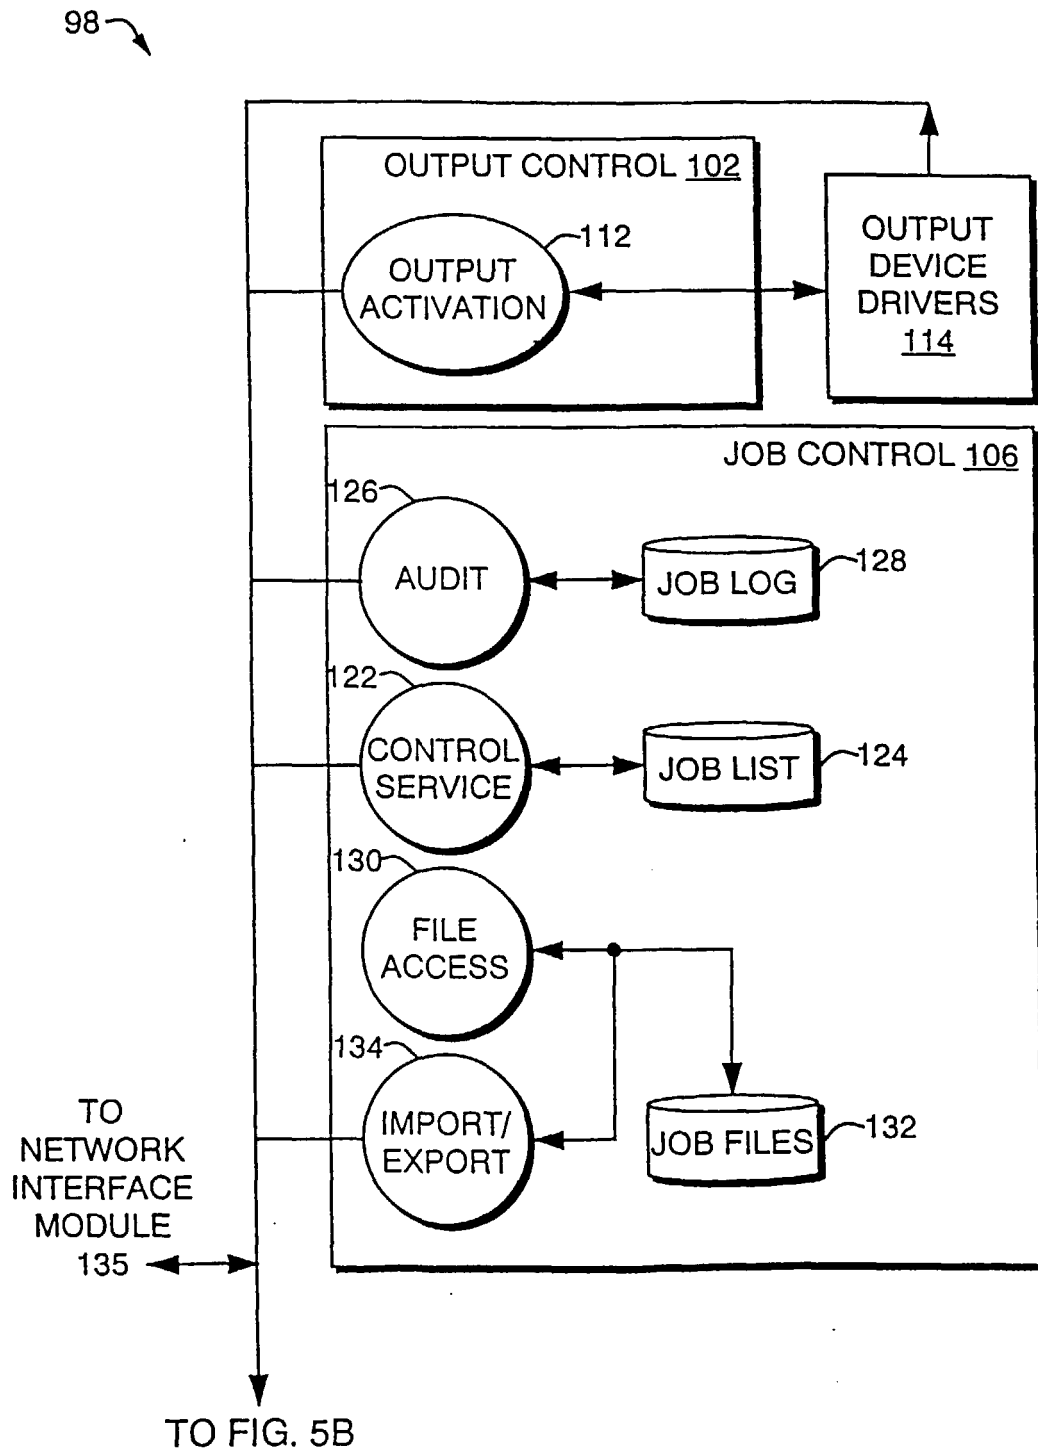 98
OUTPUT CONTROL 102
112
OUTPUT
ACTIVATION
OUTPUT
DEVICE
DRIVERS
114
JOB CONTROL 106
126
AUDIT
JOB LOG
128
122
CONTROL
SERVICE
JOB LIST
124
130
FILE
ACCESS
134
IMPORT/
EXPORT
JOB FILES
132
TO
NETWORK
INTERFACE
MODULE
135
TO FIG. 5B